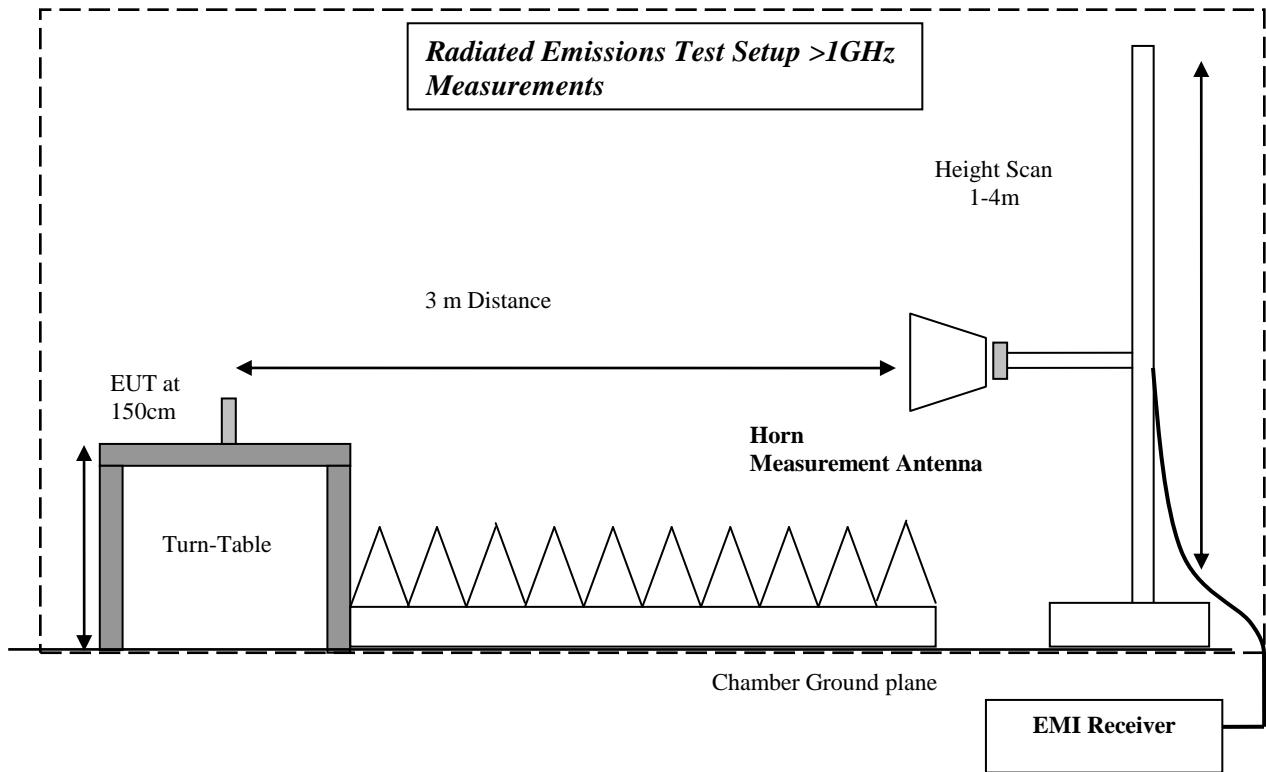 Radiated Emissions Test Setup >1GHz
Measurements
Height Scan
1-4m
3 m Distance
EUT at
150cm
Horn
Measurement Antenna
Turn-Table
Chamber Ground plane
EMI Receiver